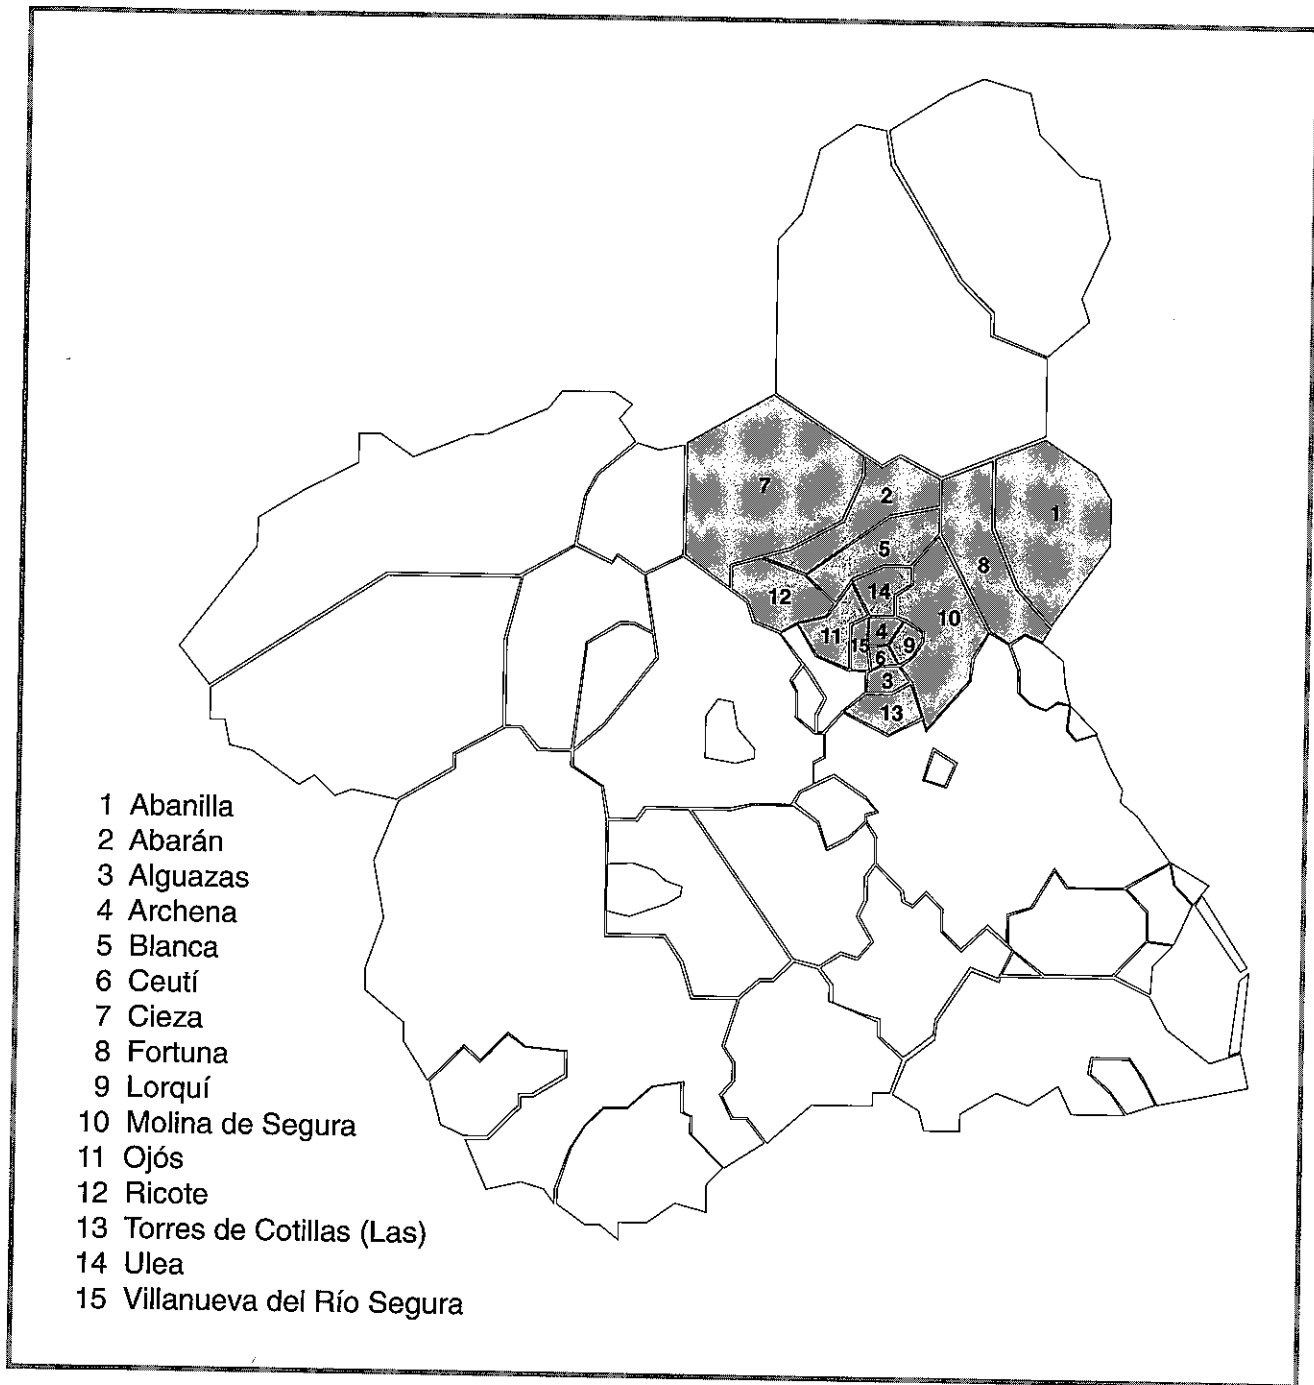 7
2
1
5
8
12
14
10
11
4
15
9
6
3
13
1 Abanilla
2 Abarán
3 Alguazas
4 Archena
5 Blanca
6 Ceutí
7 Cieza
8 Fortuna
9 Lorquí
10 Molina de Segura
11 Ojós
12 Ricote
13 Torres de Cotillas (Las)
14 Ulea
15 Villanueva del Río Segura